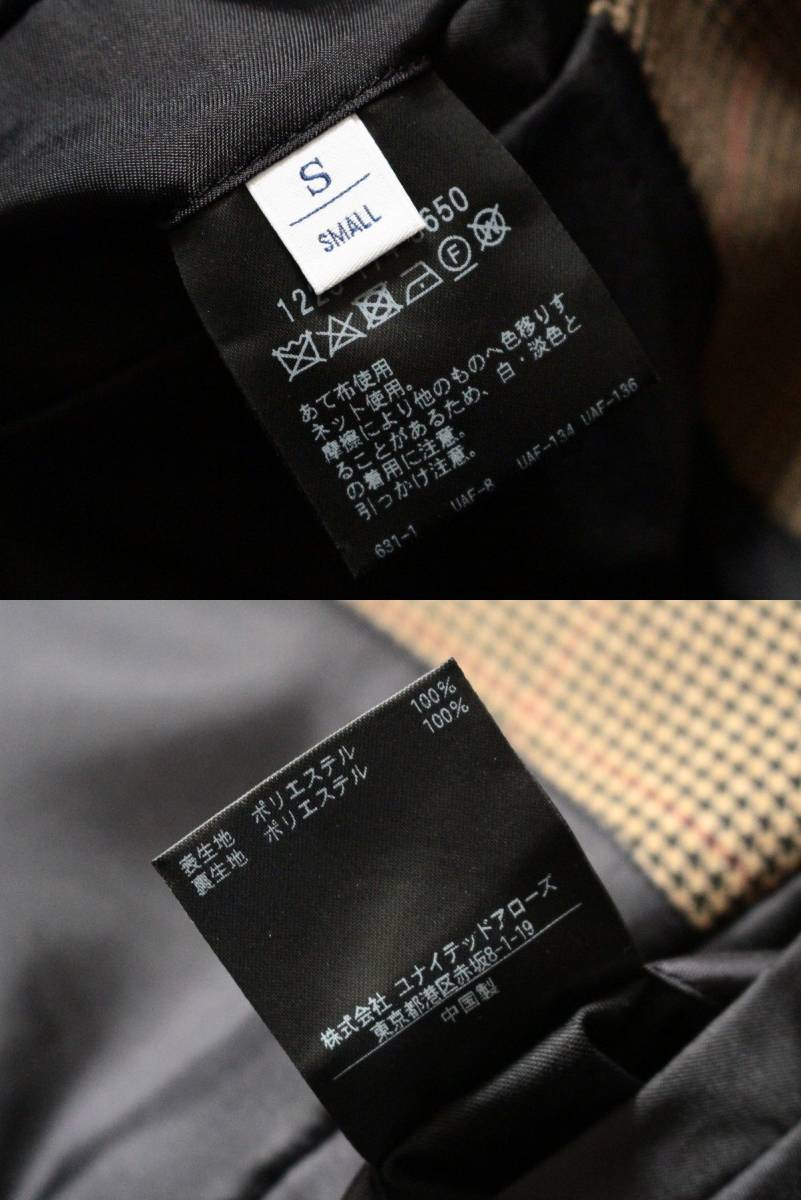 S
SMALL
650
あて布使用
ネット使用。
摩擦により他のものへ色移りす
ることがあるため、白・淡色と
の着用に注意。
引っかけ注意。
631-1 UAF-8 UAF-134 UAF-136
表生地 ポリエステル 100%
裏生地 ポリエステル 100%
株式会社 ユナイテッドアローズ
東京都港区赤坂8-1-19
中国製